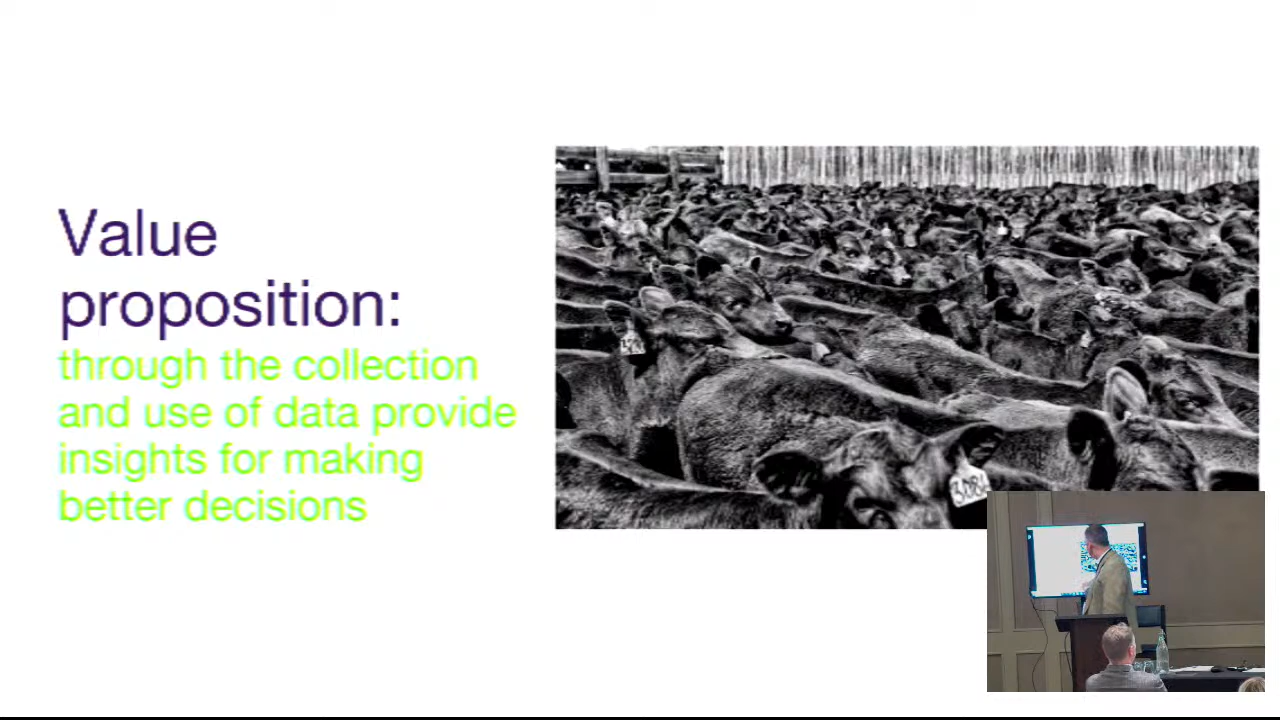 Value
proposition:
through the collection
and use of data provide
insights for making
better decisions